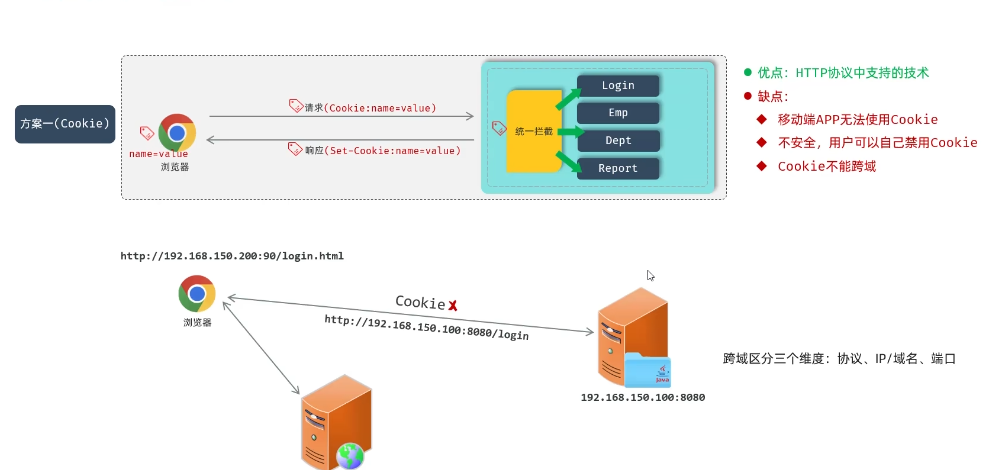 方案一(Cookie)
请求(Cookie:name=value)
响应(Set-Cookie:name=value)
name=value
浏览器
统一拦截
Login
Emp
Dept
Report
● 优点: HTTP协议中支持的技术
● 缺点:
◆ 移动端APP无法使用Cookie
◆ 不安全,用户可以自己禁用Cookie
◆ Cookie不能跨域
http://192.168.150.200:90/login.html
浏览器
Cookie✘
http://192.168.150.100:8080/login
Java
192.168.150.100:8080
跨域区分三个维度: 协议、IP/域名、端口